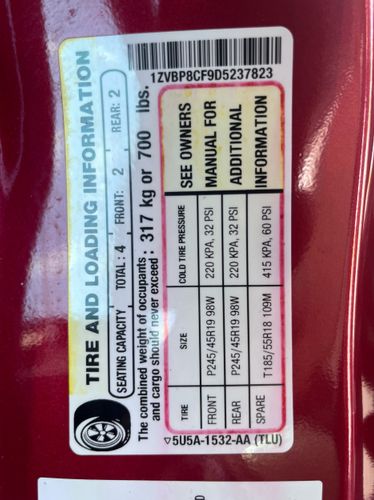 TIRE AND LOADING INFORMATION
SEATING CAPACITY TOTAL : 4 FRONT: 2 REAR: 2
The combined weight of occupants
and cargo should never exceed : 317 kg or 700 lbs.
TIRE SIZE COLD TIRE PRESSURE
FRONT P245/45R19 98W 220 KPA, 32 PSI
REAR P245/45R19 98W 220 KPA, 32 PSI
SPARE T185/55R18 109M 415 KPA, 60 PSI
SEE OWNERS
MANUAL FOR
ADDITIONAL
INFORMATION
5U5A-1532-AA (TLU)
1ZVBP8CF9D5237823